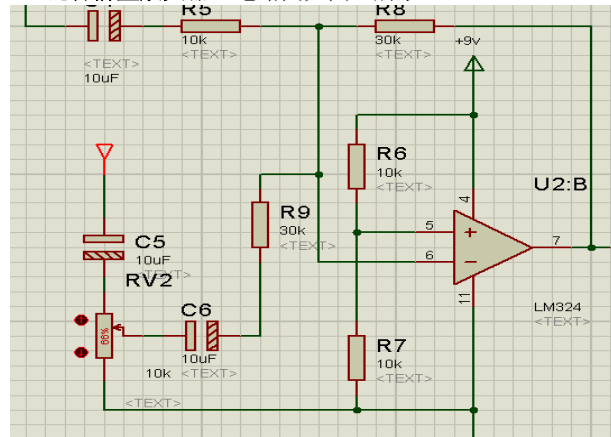 R5
10k
<TEXT>
<TEXT>
10uF
R8
30k
<TEXT>
+9v
R6
10k
<TEXT>
4
U2:B
5
6
7
11
LM324
<TEXT>
R9
30k
<TEXT>
C5
10uF
<TEXT>
RV2
66%
C6
10uF
10k
<TEXT>
<TEXT>
R7
10k
<TEXT>